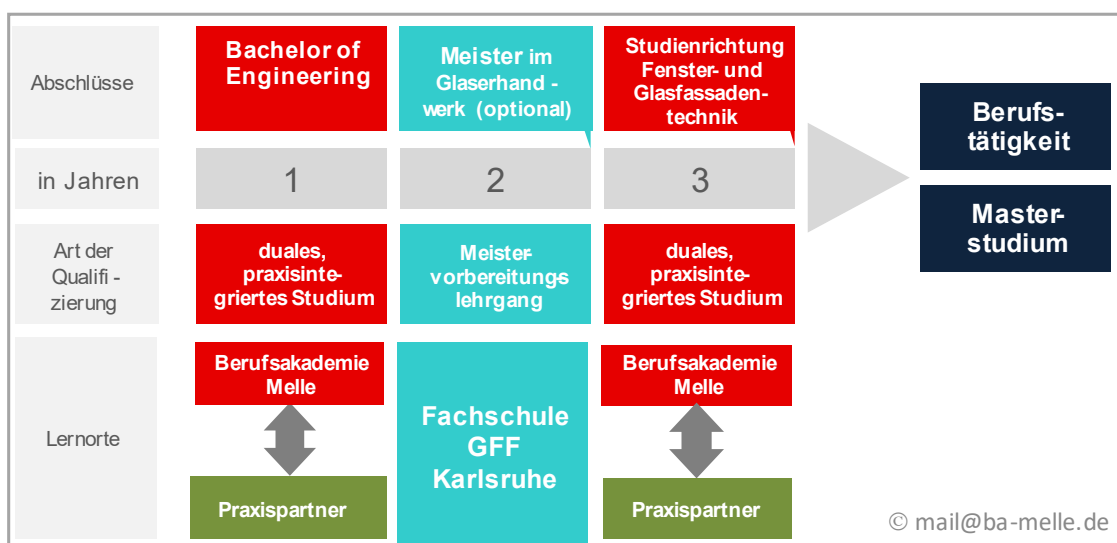 Abschlüsse
Bachelor of
Engineering
Meister im
Glaserhand -
werk (optional)
Studienrichtung
Fenster- und
Glasfassaden-
technik
in Jahren
1
2
3
Berufs-
tätigkeit
Master-
studium
Art der
Qualifi -
zierung
duales,
praxisinte-
griertes Studium
Meister-
vorbereitungs
lehrgang
duales,
praxisinte-
griertes Studium
Lernorte
Berufsakademie
Melle
Praxispartner
Fachschule
GFF
Karlsruhe
Berufsakademie
Melle
Praxispartner
© mail@ba-melle.de